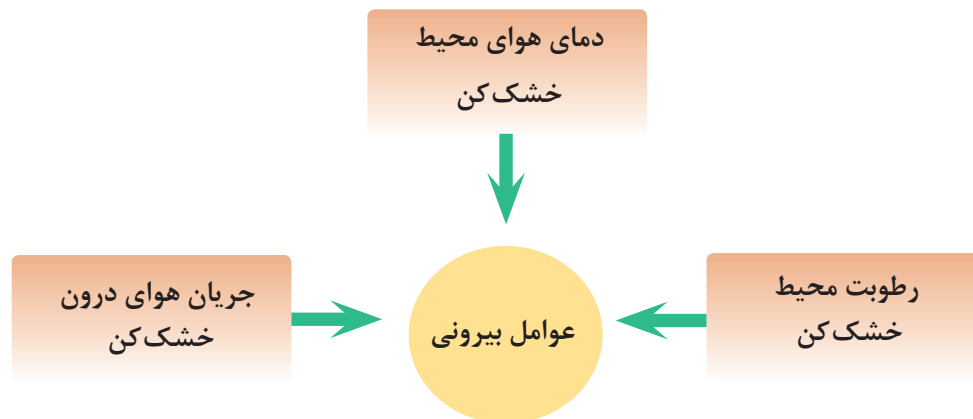 دمای هوای محیط
خشک‌کن
رطوبت محیط
خشک‌کن
عوامل بیرونی
جریان هوای درون
خشک‌کن